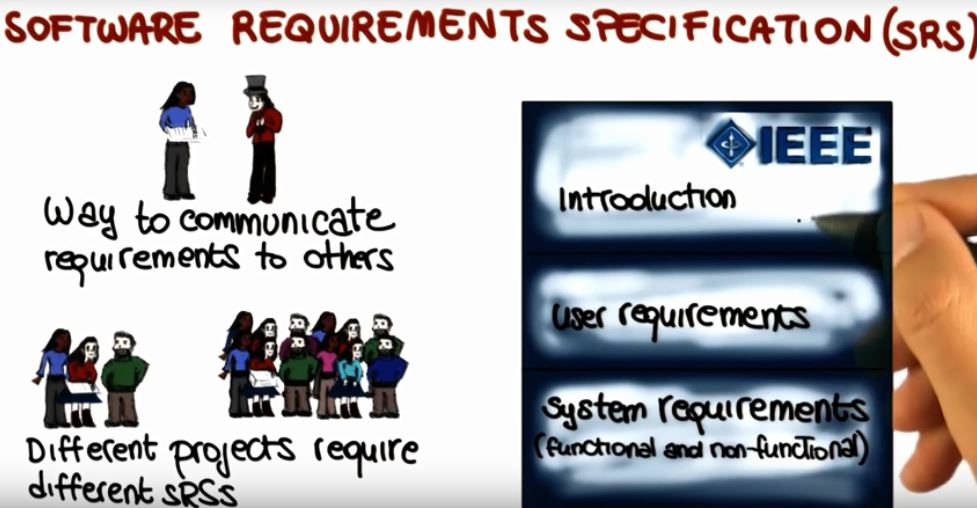 SOFTWARE REQUIREMENTS SPECIFICATION (SRS)
Way to communicate
requirements to others
Different projects require
different SRSs
IEEE
Introduction
User requirements
System requirements
(functional and non-functional)